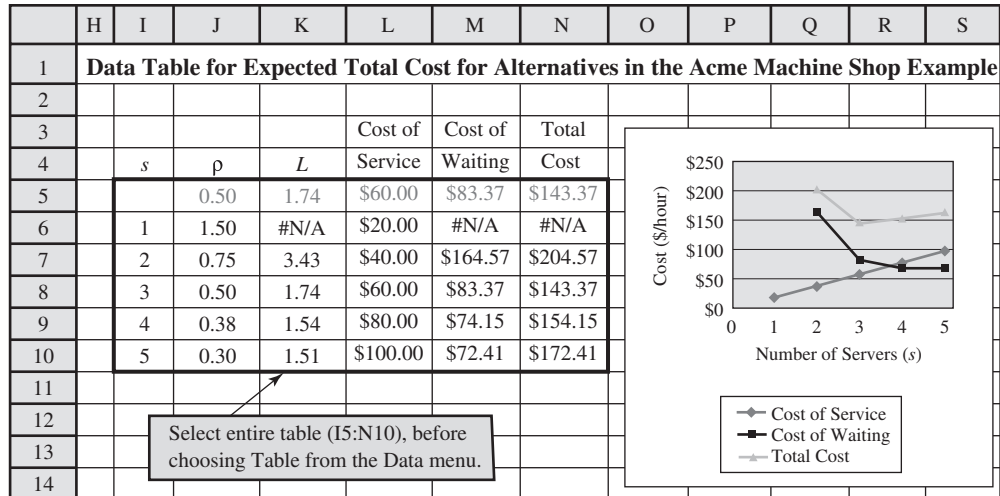 H I J K L M N O P Q R S
1 Data Table for Expected Total Cost for Alternatives in the Acme Machine Shop Example
2
3 Cost of Cost of Total
4 s ρ L Service Waiting Cost
5 0.50 1.74 $60.00 $83.37 $143.37
6 1 1.50 #N/A $20.00 #N/A #N/A
7 2 0.75 3.43 $40.00 $164.57 $204.57
8 3 0.50 1.74 $60.00 $83.37 $143.37
9 4 0.38 1.54 $80.00 $74.15 $154.15
10 5 0.30 1.51 $100.00 $72.41 $172.41
11
12
13
14
Select entire table (I5:N10), before
choosing Table from the Data menu.
Cost ($/hour)
$250
$200
$150
$100
$50
$0
0 1 2 3 4 5
Number of Servers (s)
Cost of Service
Cost of Waiting
Total Cost